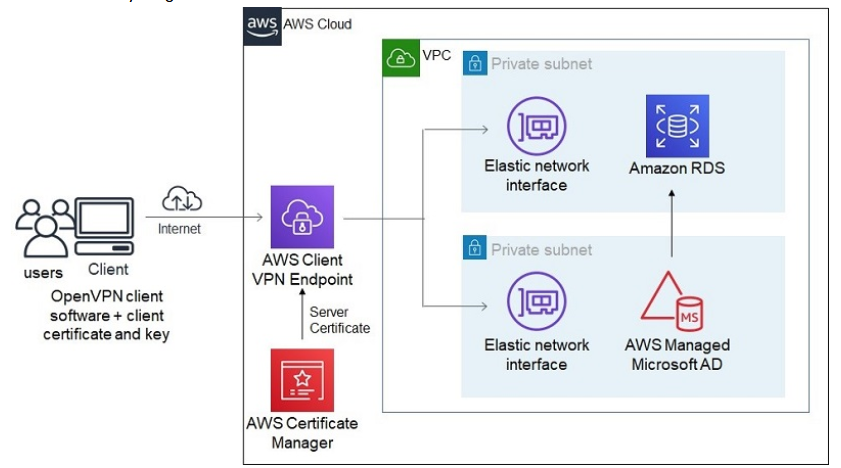 aws
AWS Cloud
VPC
Private subnet
Elastic network
interface
Amazon RDS
Internet
users
Client
OpenVPN client
software + client
certificate and key
AWS Client
VPN Endpoint
Server
Certificate
AWS Certificate
Manager
Private subnet
Elastic network
interface
MS
AWS Managed
Microsoft AD